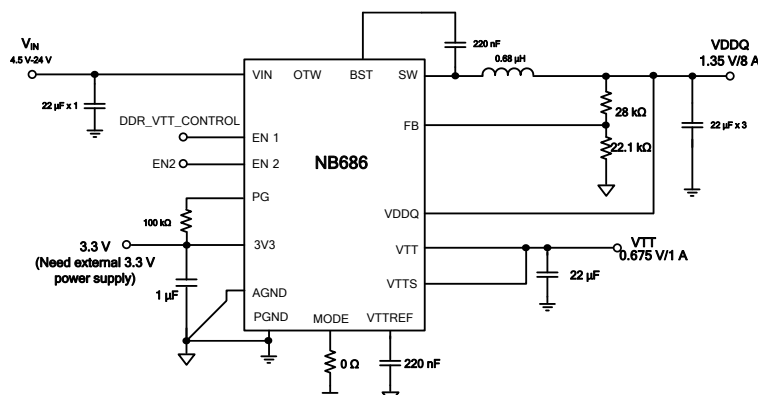 V_IN
4.5 V-24 V
22 µF x 1
DDR_VTT_CONTROL
EN2
100 kΩ
3.3 V
(Need external 3.3 V
power supply)
1 µF
VIN
OTW
BST
SW
EN 1
FB
EN 2
NB686
PG
VDDQ
3V3
VTT
VTTS
AGND
PGND
MODE
VTTREF
0 Ω
220 nF
220 nF
0.68 µH
VDDQ
1.35 V/8 A
28 kΩ
22.1 kΩ
22 µF x 3
VTT
0.675 V/1 A
22 µF